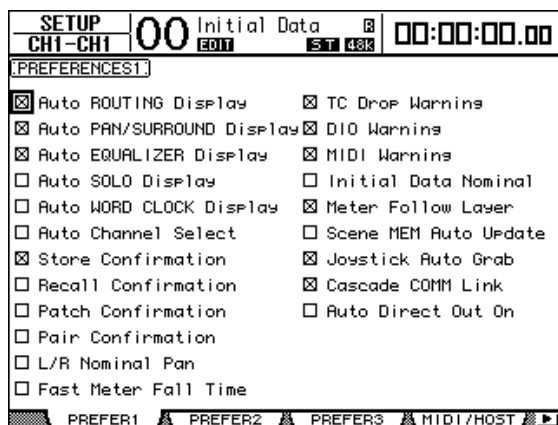 SETUP
CH1-CH1
00 Initial Data R
EDIT ST 48K
00:00:00.00
PREFERENCES1
Auto ROUTING Display
Auto PAN/SURROUND Display
Auto EQUALIZER Display
Auto SOLO Display
Auto WORD CLOCK Display
Auto Channel Select
Store Confirmation
Recall Confirmation
Patch Confirmation
Pair Confirmation
L/R Nominal Pan
Fast Meter Fall Time
TC Drop Warning
DIO Warning
MIDI Warning
Initial Data Nominal
Meter Follow Layer
Scene MEM Auto Update
Joystick Auto Grab
Cascade COMM Link
Auto Direct Out On
PREFER1 PREFER2 PREFER3 MIDI/HOST